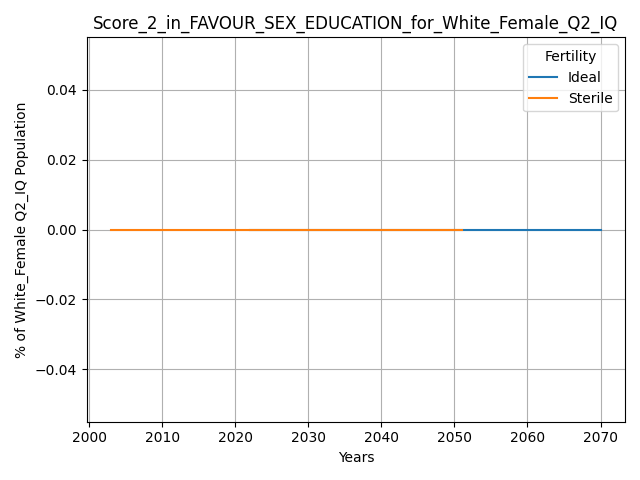 Score_2_in_FAVOUR_SEX_EDUCATION_for_White_Female_Q2_IQ
Fertility
Ideal
Sterile
% of White_Female Q2_IQ Population
0.04
0.02
0.00
−0.02
−0.04
2000 2010 2020 2030 2040 2050 2060 2070
Years